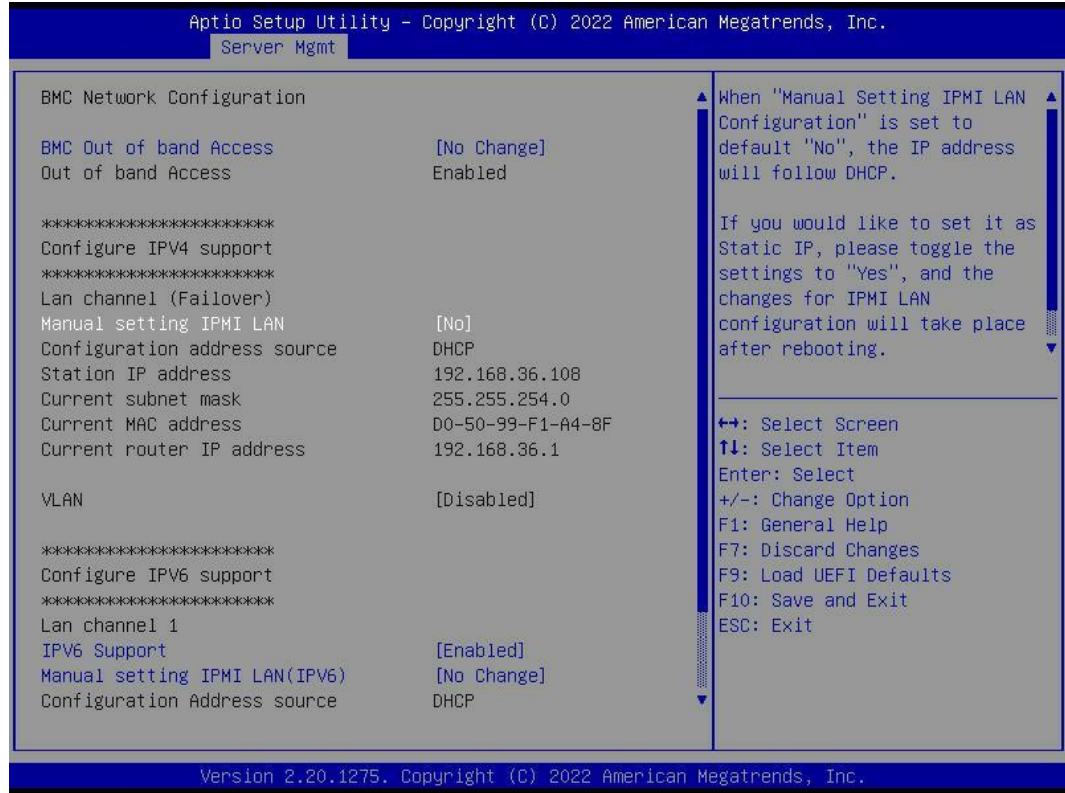 Aptio Setup Utility – Copyright (C) 2022 American Megatrends, Inc.
Server Mgmt
BMC Network Configuration
BMC Out of band Access [No Change]
Out of band Access Enabled
***********************
Configure IPV4 support
***********************
Lan channel (Failover)
Manual setting IPMI LAN [No]
Configuration address source DHCP
Station IP address 192.168.36.108
Current subnet mask 255.255.254.0
Current MAC address D0-50-99-F1-A4-8F
Current router IP address 192.168.36.1
VLAN [Disabled]
***********************
Configure IPV6 support
***********************
Lan channel 1
IPV6 Support [Enabled]
Manual setting IPMI LAN(IPV6) [No Change]
Configuration Address source DHCP
When "Manual Setting IPMI LAN
Configuration" is set to
default "No", the IP address
will follow DHCP.
If you would like to set it as
Static IP, please toggle the
settings to "Yes", and the
changes for IPMI LAN
configuration will take place
after rebooting.
↔: Select Screen
↑↓: Select Item
Enter: Select
+/-: Change Option
F1: General Help
F7: Discard Changes
F9: Load UEFI Defaults
F10: Save and Exit
ESC: Exit
Version 2.20.1275. Copyright (C) 2022 American Megatrends, Inc.